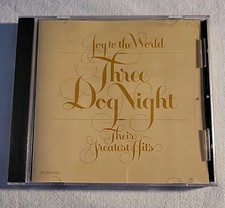 Joy to the World
Three
Dog Night
Their
Greatest Hits